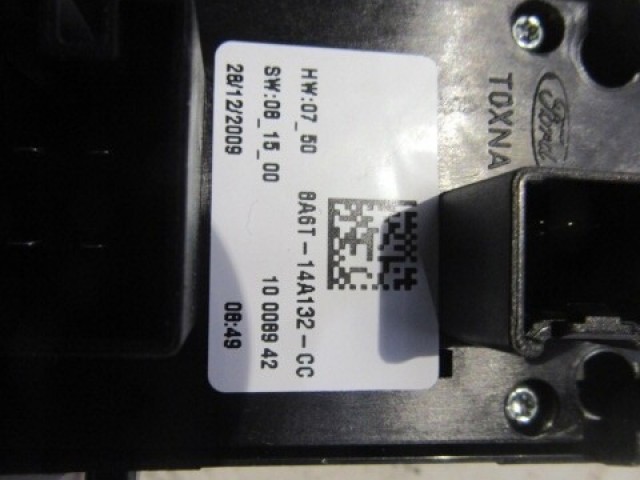 HW:07_50 8A6T-14A132-CC
SW:08_15_00 10 0089 42
28/12/2009 08:49
Ford
TOXNA